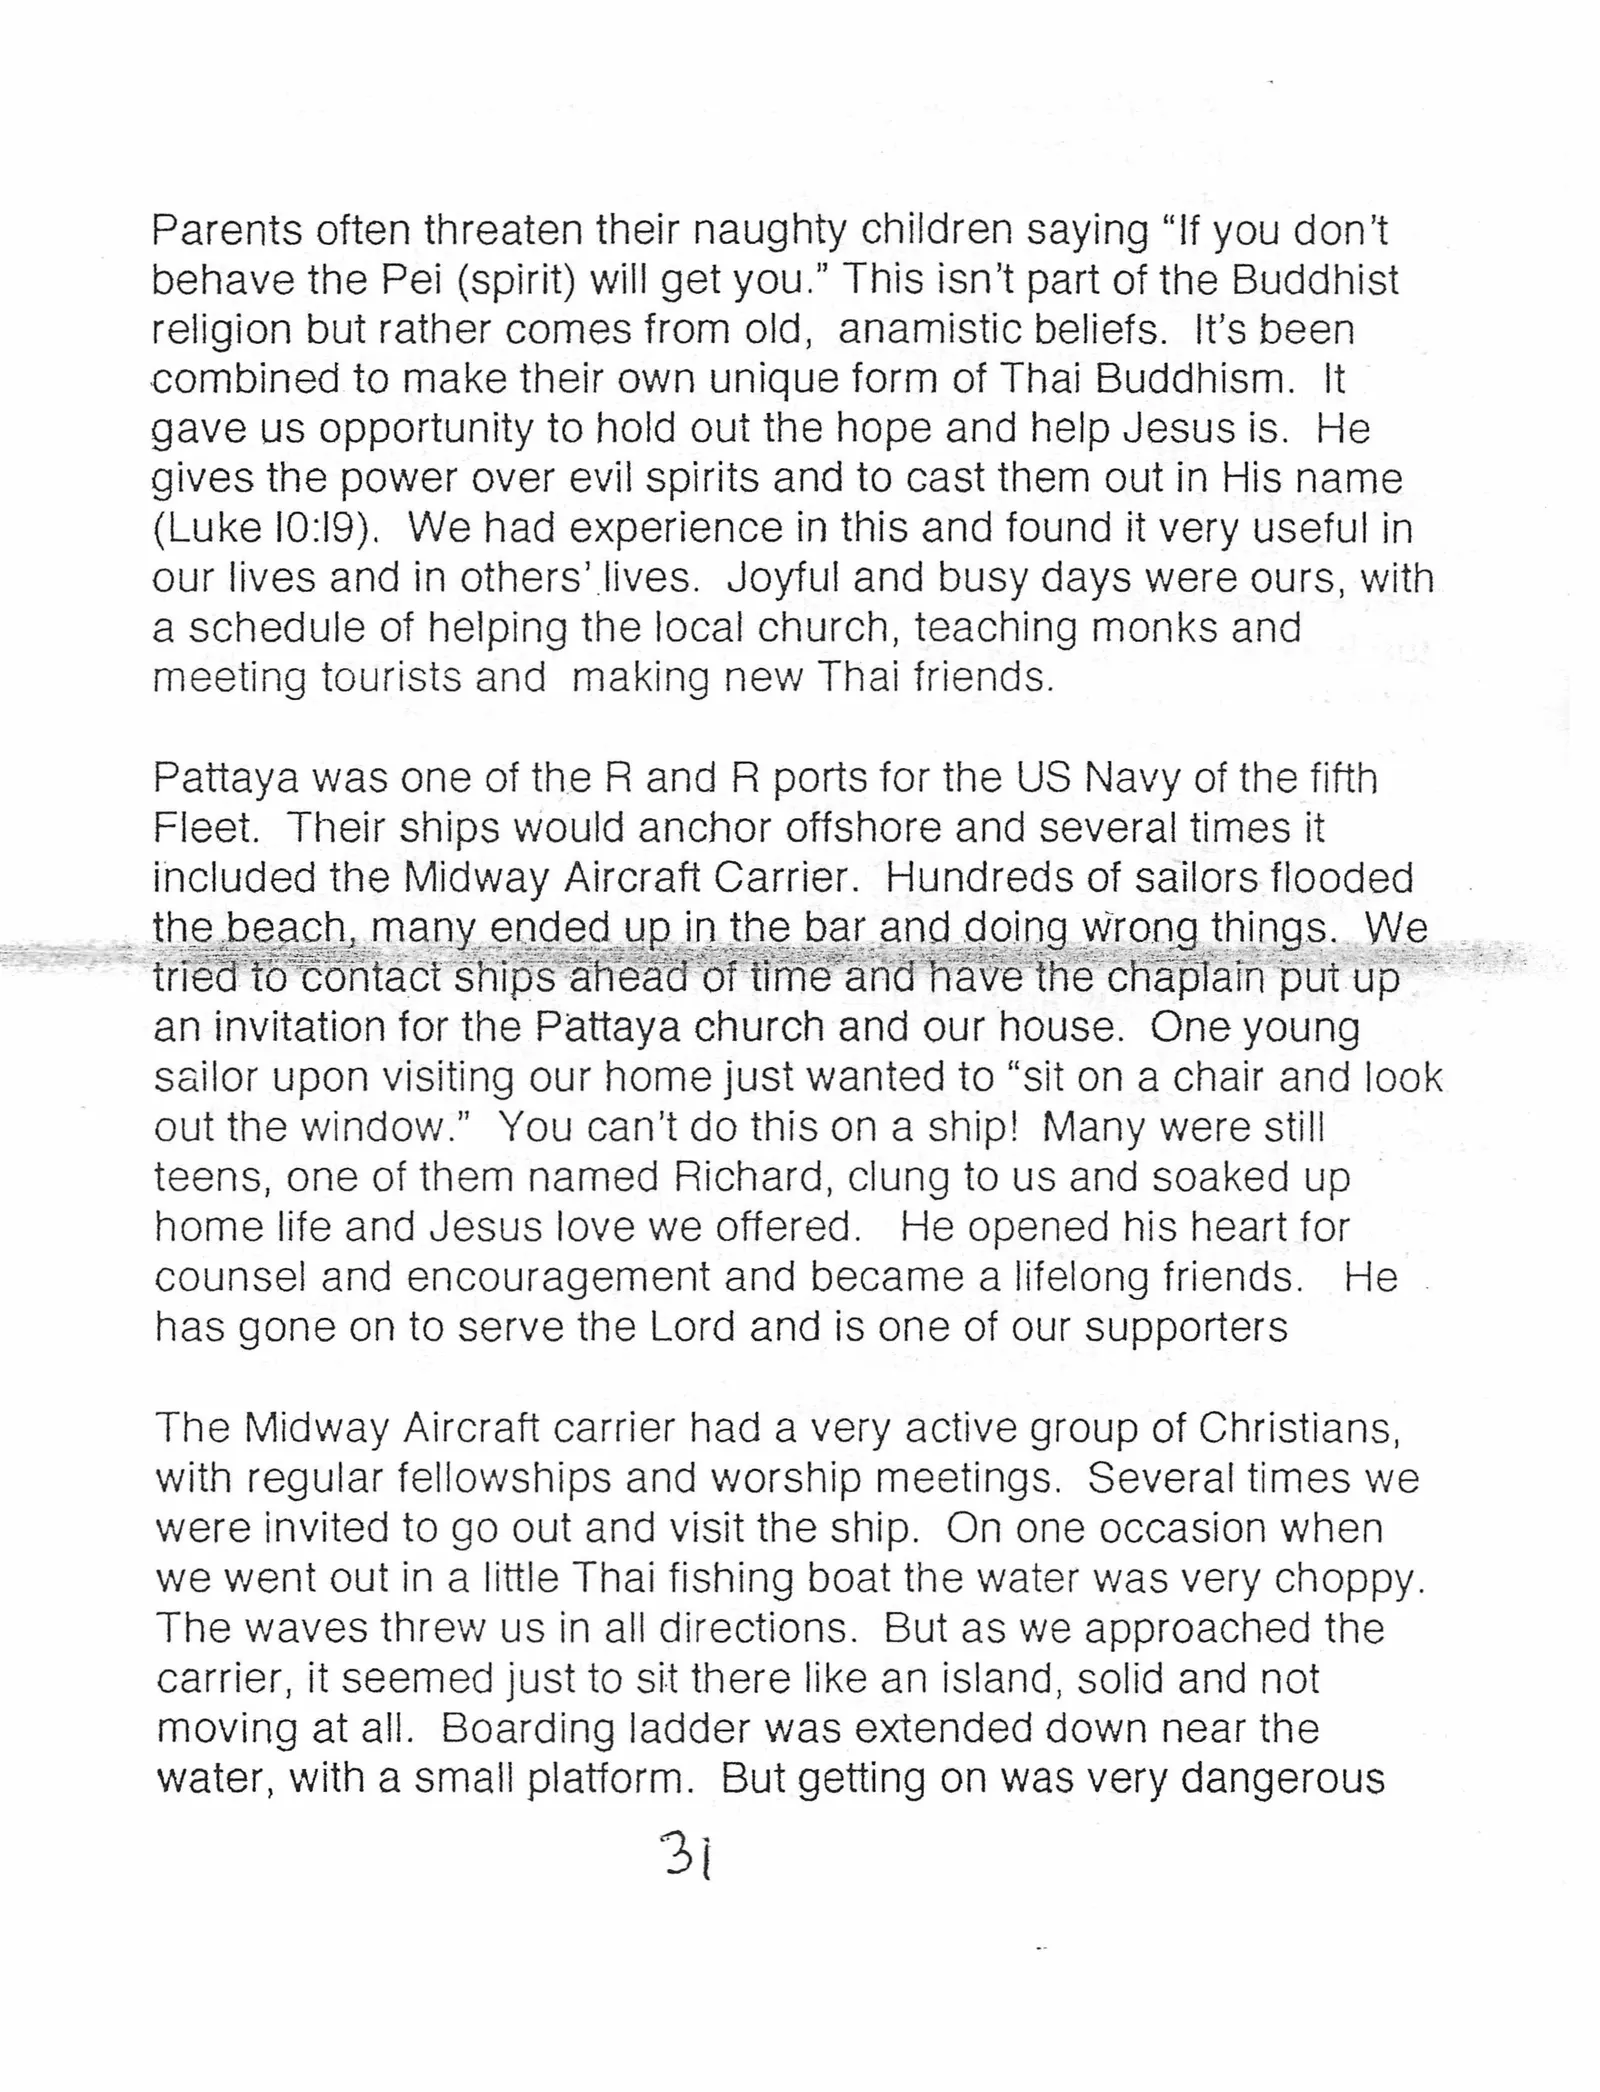 Parents often threaten their naughty children saying “If you don’t
behave the Pei (spirit) will get you.” This isn’t part of the Buddhist
religion but rather comes from old, anamistic beliefs. It’s been
combined to make their own unique form of Thai Buddhism. It
gave us opportunity to hold out the hope and help Jesus is. He
gives the power over evil spirits and to cast them out in His name
(Luke l0:l9). We had experience in this and found it very useful in
our lives and in others’ lives. Joyful and busy days were ours, with
a schedule of helping the local church, teaching monks and
meeting tourists and making new Thai friends.

Pattaya was one of the R and R ports for the US Navy of the fifth
Fleet. Their ships would anchor offshore and several times it
included the Midway Aircraft Carrier. Hundreds of sailors flooded
the beach, many ended up in the bar and doing wrong things. We
tried to contact ships ahead of time and have the chaplain put up
an invitation for the Pattaya church and our house. One young
sailor upon visiting our home just wanted to “sit on a chair and look
out the window.” You can’t do this on a ship! Many were still
teens, one of them named Richard, clung to us and soaked up
home life and Jesus love we offered. He opened his heart for
counsel and encouragement and became a lifelong friends. He
has gone on to serve the Lord and is one of our supporters

The Midway Aircraft carrier had a very active group of Christians,
with regular fellowships and worship meetings. Several times we
were invited to go out and visit the ship. On one occasion when
we went out in a little Thai fishing boat the water was very choppy.
The waves threw us in all directions. But as we approached the
carrier, it seemed just to sit there like an island, solid and not
moving at all. Boarding ladder was extended down near the
water, with a small platform. But getting on was very dangerous
31